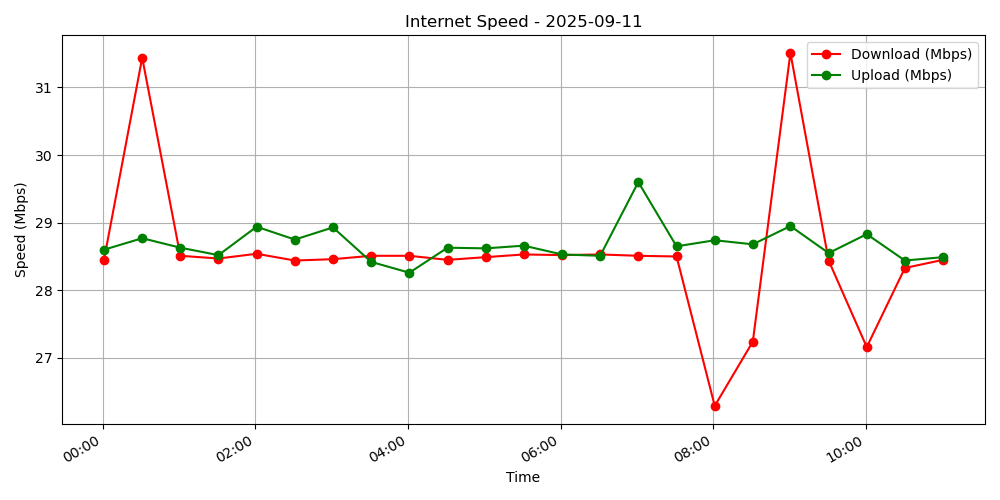 Internet Speed - 2025-09-11
Download (Mbps)
Upload (Mbps)
Speed (Mbps)
31
30
29
28
27
00:00
02:00
04:00
06:00
08:00
10:00
Time